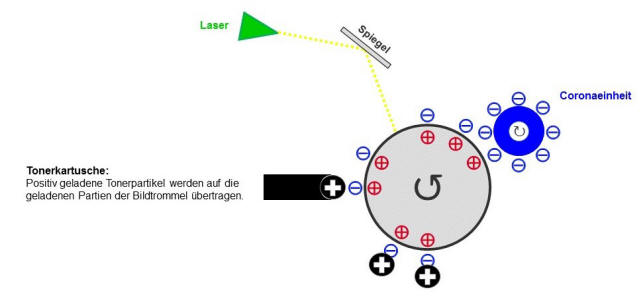 Laser
Spiegel
Coronaeinheit
Tonerkartusche:
Positiv geladene Tonerpartikel werden auf die
geladenen Partien der Bildtrommel übertragen.